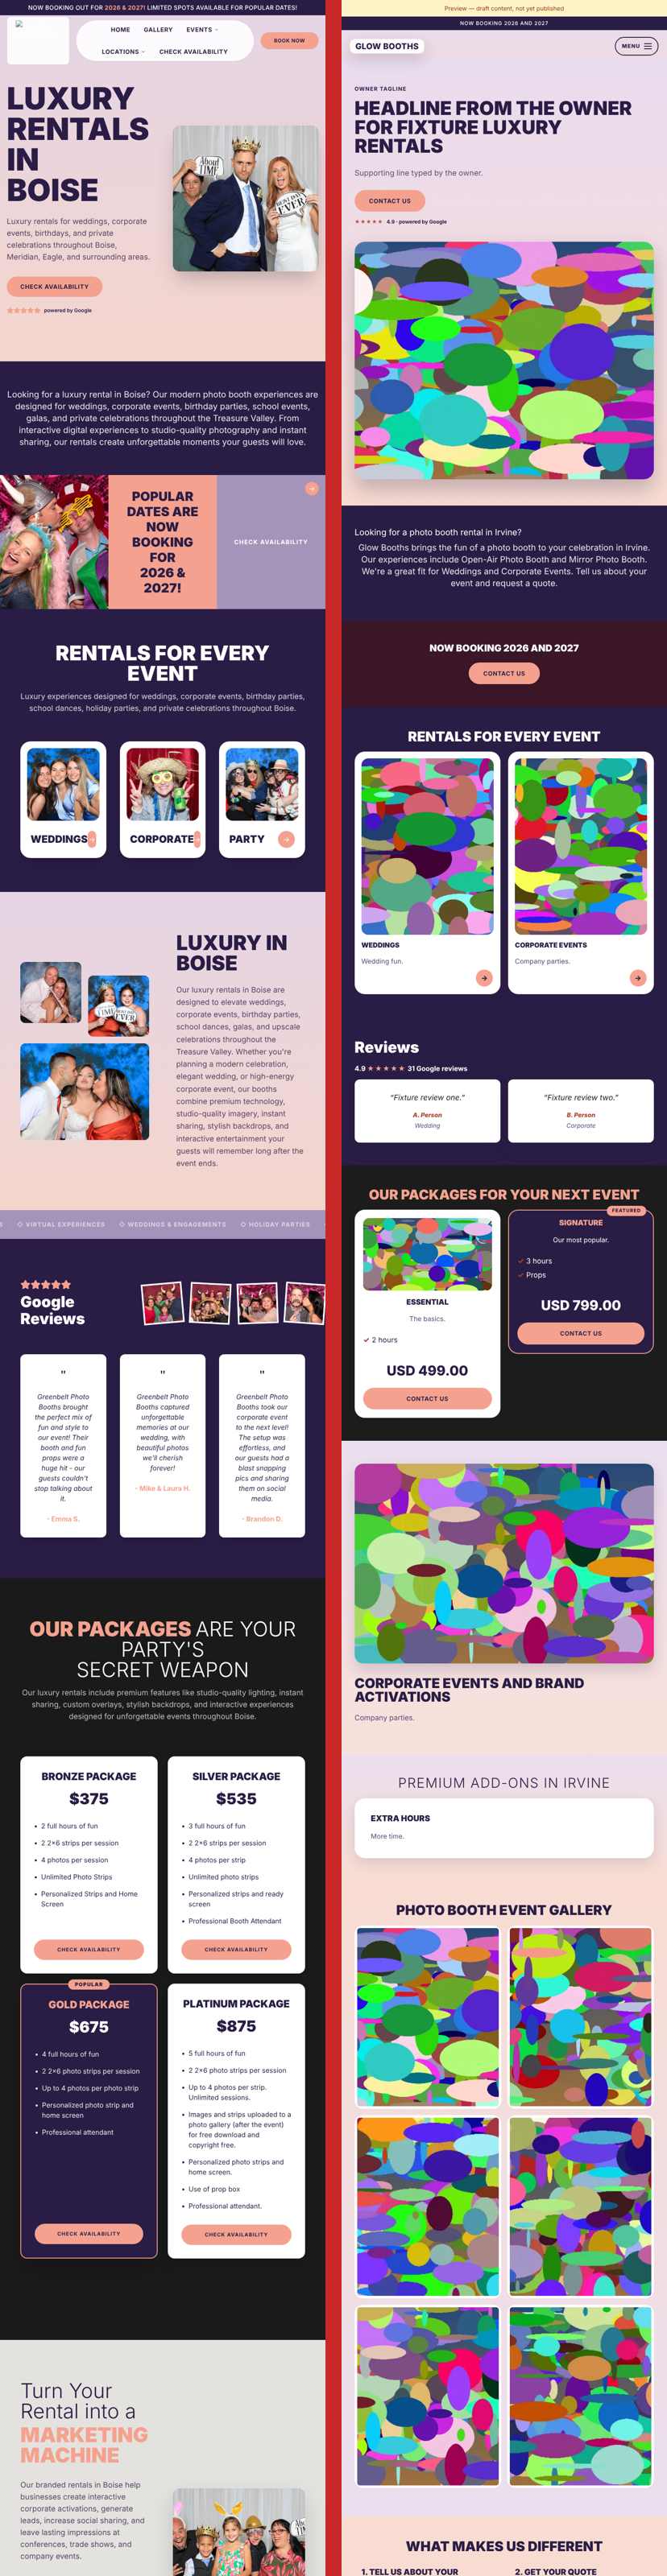 NOW BOOKING OUT FOR 2026 & 2027! LIMITED SPOTS AVAILABLE FOR POPULAR DATES!
HOME
GALLERY
EVENTS
LOCATIONS
CHECK AVAILABILITY
BOOK NOW
LUXURY
RENTALS
IN
BOISE
Luxury rentals for weddings, corporate
events, birthdays, and private
celebrations throughout Boise,
Meridian, Eagle, and surrounding areas.
CHECK AVAILABILITY
powered by Google
About TIME
BEST DAY EVER
Looking for a luxury rental in Boise? Our modern photo booth experiences are
designed for weddings, corporate events, birthday parties, school events,
galas, and private celebrations throughout the Treasure Valley. From
interactive digital experiences to studio-quality photography and instant
sharing, our rentals create unforgettable moments your guests will love.
POPULAR
DATES ARE
NOW
BOOKING
FOR
2026 &
2027!
CHECK AVAILABILITY
RENTALS FOR EVERY
EVENT
Luxury experiences designed for weddings, corporate events, birthday parties,
school dances, holiday parties, and private celebrations throughout Boise.
WEDDINGS
CORPORATE
PARTY
LUXURY IN
BOISE
Our luxury rentals in Boise are
designed to elevate weddings,
corporate events, birthday parties,
school dances, galas, and upscale
celebrations throughout the
Treasure Valley. Whether you're
planning a modern celebration,
elegant wedding, or high-energy
corporate event, our booths
combine premium technology,
studio-quality imagery, instant
sharing, stylish backdrops, and
interactive entertainment your
guests will remember long after the
event ends.
VIRTUAL EXPERIENCES
WEDDINGS & ENGAGEMENTS
HOLIDAY PARTIES
Google
Reviews
"
Greenbelt Photo
Booths brought
the perfect mix of
fun and style to
our event! Their
booth and fun
props were a
huge hit - our
guests couldn't
stop talking about
it.
- Emma S.
"
Greenbelt Photo
Booths captured
unforgettable
memories at our
wedding, with
beautiful photos
we'll cherish
forever!
- Mike & Laura H.
"
Greenbelt Photo
Booths took our
corporate event
to the next level!
The setup was
effortless, and
our guests had a
blast snapping
pics and sharing
them on social
media.
- Brandon D.
OUR PACKAGES ARE YOUR
PARTY'S
SECRET WEAPON
Our luxury rentals include premium features like studio-quality lighting, instant
sharing, custom overlays, stylish backdrops, and interactive experiences
designed for unforgettable events throughout Boise.
BRONZE PACKAGE
$375
• 2 full hours of fun
• 2 2x6 strips per session
• 4 photos per session
• Unlimited Photo Strips
• Personalized Strips and Home
Screen
CHECK AVAILABILITY
SILVER PACKAGE
$535
• 3 full hours of fun
• 2 2x6 strips per session
• 4 photos per strip
• Unlimited photo strips
• Personalized strips and ready
screen
• Professional Booth Attendant
CHECK AVAILABILITY
POPULAR
GOLD PACKAGE
$675
• 4 full hours of fun
• 2 2x6 photo strips per session
• Up to 4 photos per photo strip
• Personalized photo strip and
home screen
• Professional attendant
CHECK AVAILABILITY
PLATINUM PACKAGE
$875
• 5 full hours of fun
• 2 2x6 photo strips per session
• Up to 4 photos per strip.
Unlimited sessions.
• Images and strips uploaded to a
photo gallery (after the event)
for free download and
copyright free.
• Personalized photo strips and
home screen.
• Use of prop box
• Professional attendant.
CHECK AVAILABILITY
Turn Your
Rental into a
MARKETING
MACHINE
Our branded rentals in Boise help
businesses create interactive
corporate activations, generate
leads, increase social sharing, and
leave lasting impressions at
conferences, trade shows, and
company events.
Preview — draft content, not yet published
NOW BOOKING 2026 AND 2027
GLOW BOOTHS
MENU
OWNER TAGLINE
HEADLINE FROM THE OWNER
FOR FIXTURE LUXURY
RENTALS
Supporting line typed by the owner.
CONTACT US
★★★★★ 4.9 · powered by Google
Looking for a photo booth rental in Irvine?
Glow Booths brings the fun of a photo booth to your celebration in Irvine.
Our experiences include Open-Air Photo Booth and Mirror Photo Booth.
We're a great fit for Weddings and Corporate Events. Tell us about your
event and request a quote.
NOW BOOKING 2026 AND 2027
CONTACT US
RENTALS FOR EVERY EVENT
WEDDINGS
Wedding fun.
CORPORATE EVENTS
Company parties.
Reviews
4.9 ★★★★★ 31 Google reviews
"Fixture review one."
A. Person
Wedding
"Fixture review two."
B. Person
Corporate
OUR PACKAGES FOR YOUR NEXT EVENT
ESSENTIAL
The basics.
✓ 2 hours
USD 499.00
CONTACT US
FEATURED
SIGNATURE
Our most popular.
✓ 3 hours
✓ Props
USD 799.00
CONTACT US
CORPORATE EVENTS AND BRAND
ACTIVATIONS
Company parties.
PREMIUM ADD-ONS IN IRVINE
EXTRA HOURS
More time.
PHOTO BOOTH EVENT GALLERY
WHAT MAKES US DIFFERENT
1. TELL US ABOUT YOUR
2. GET YOUR QUOTE